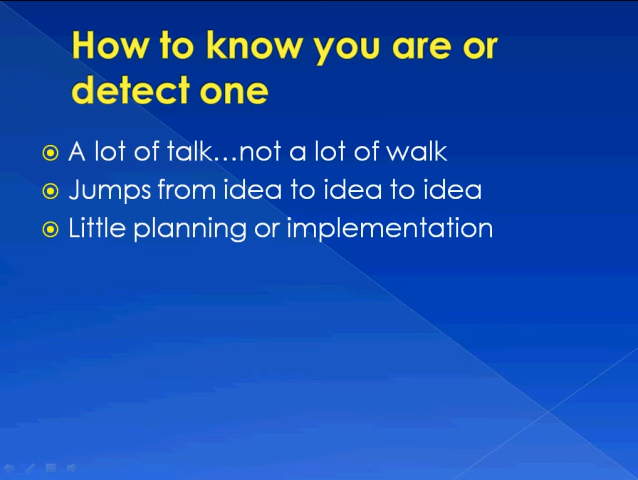 How to know you are or
detect one
A lot of talk...not a lot of walk
Jumps from idea to idea to idea
Little planning or implementation